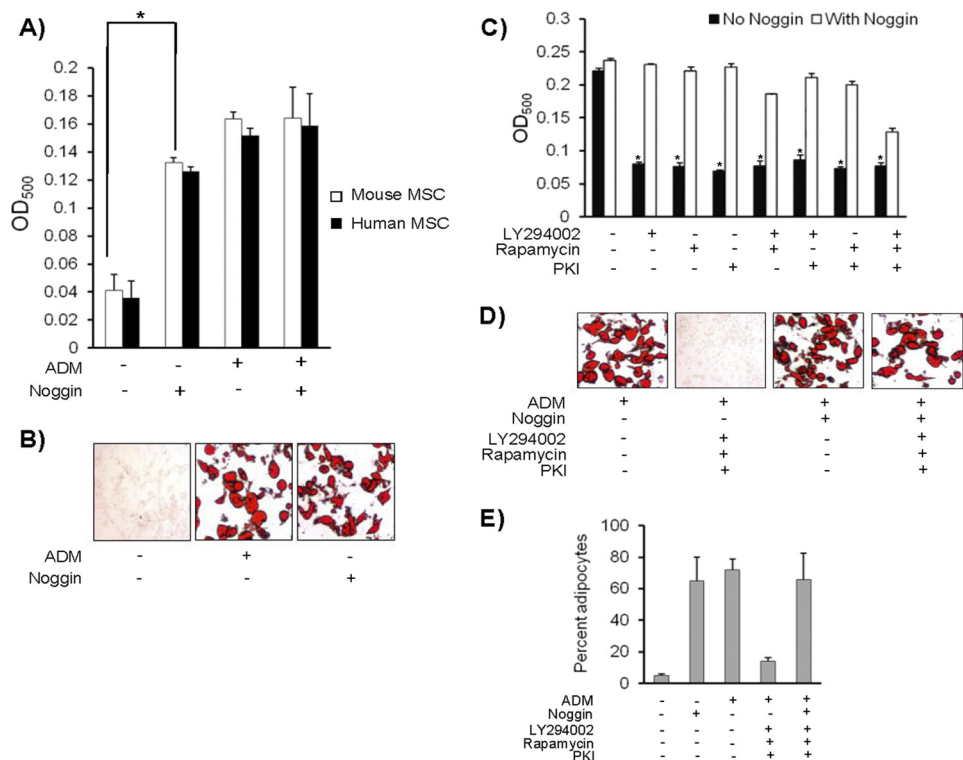 A)
*
0.2
0.18
0.16
0.14
0.12
0.1
0.08
0.06
0.04
0.02
0
OD500
Mouse MSC
Human MSC
ADM - - + +
Noggin - + - +
B)
ADM - + -
Noggin - - +
C)
No Noggin With Noggin
0.25
0.2
0.15
0.1
0.05
0
OD500
* * * * * * *
LY294002 - + - - + + - +
Rapamycin - - + - + - + +
PKI - - - + - + + +
D)
ADM + + + +
Noggin - - + +
LY294002 - + - +
Rapamycin - + - +
PKI - + - +
E)
100
80
60
40
20
0
Percent adipocytes
ADM - - + + +
Noggin - + - - +
LY294002 - - - + +
Rapamycin - - - + +
PKI - - - + +